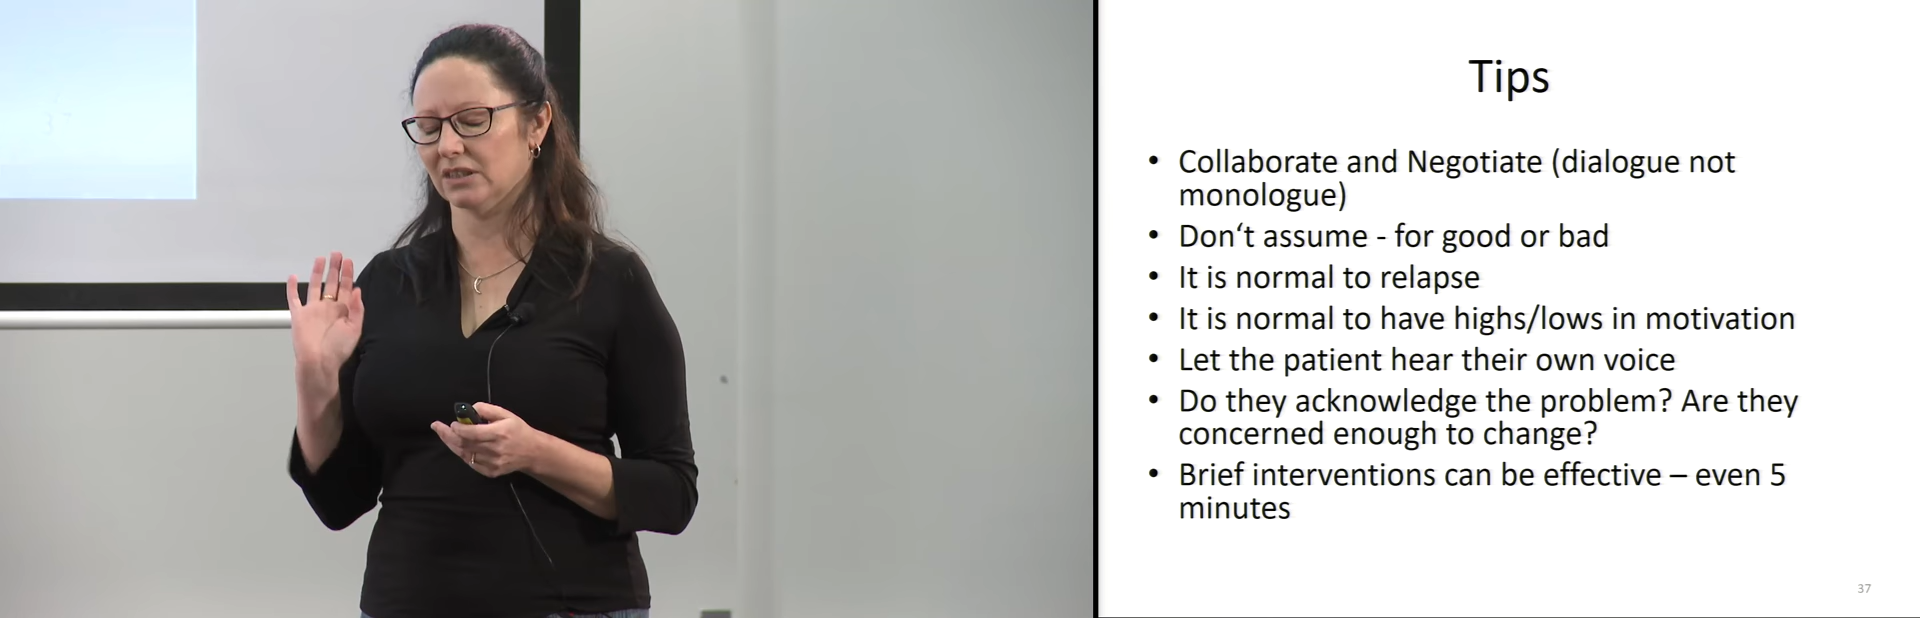 Tips
• Collaborate and Negotiate (dialogue not
monologue)
• Don‘t assume - for good or bad
• It is normal to relapse
• It is normal to have highs/lows in motivation
• Let the patient hear their own voice
• Do they acknowledge the problem? Are they
concerned enough to change?
• Brief interventions can be effective – even 5
minutes
37